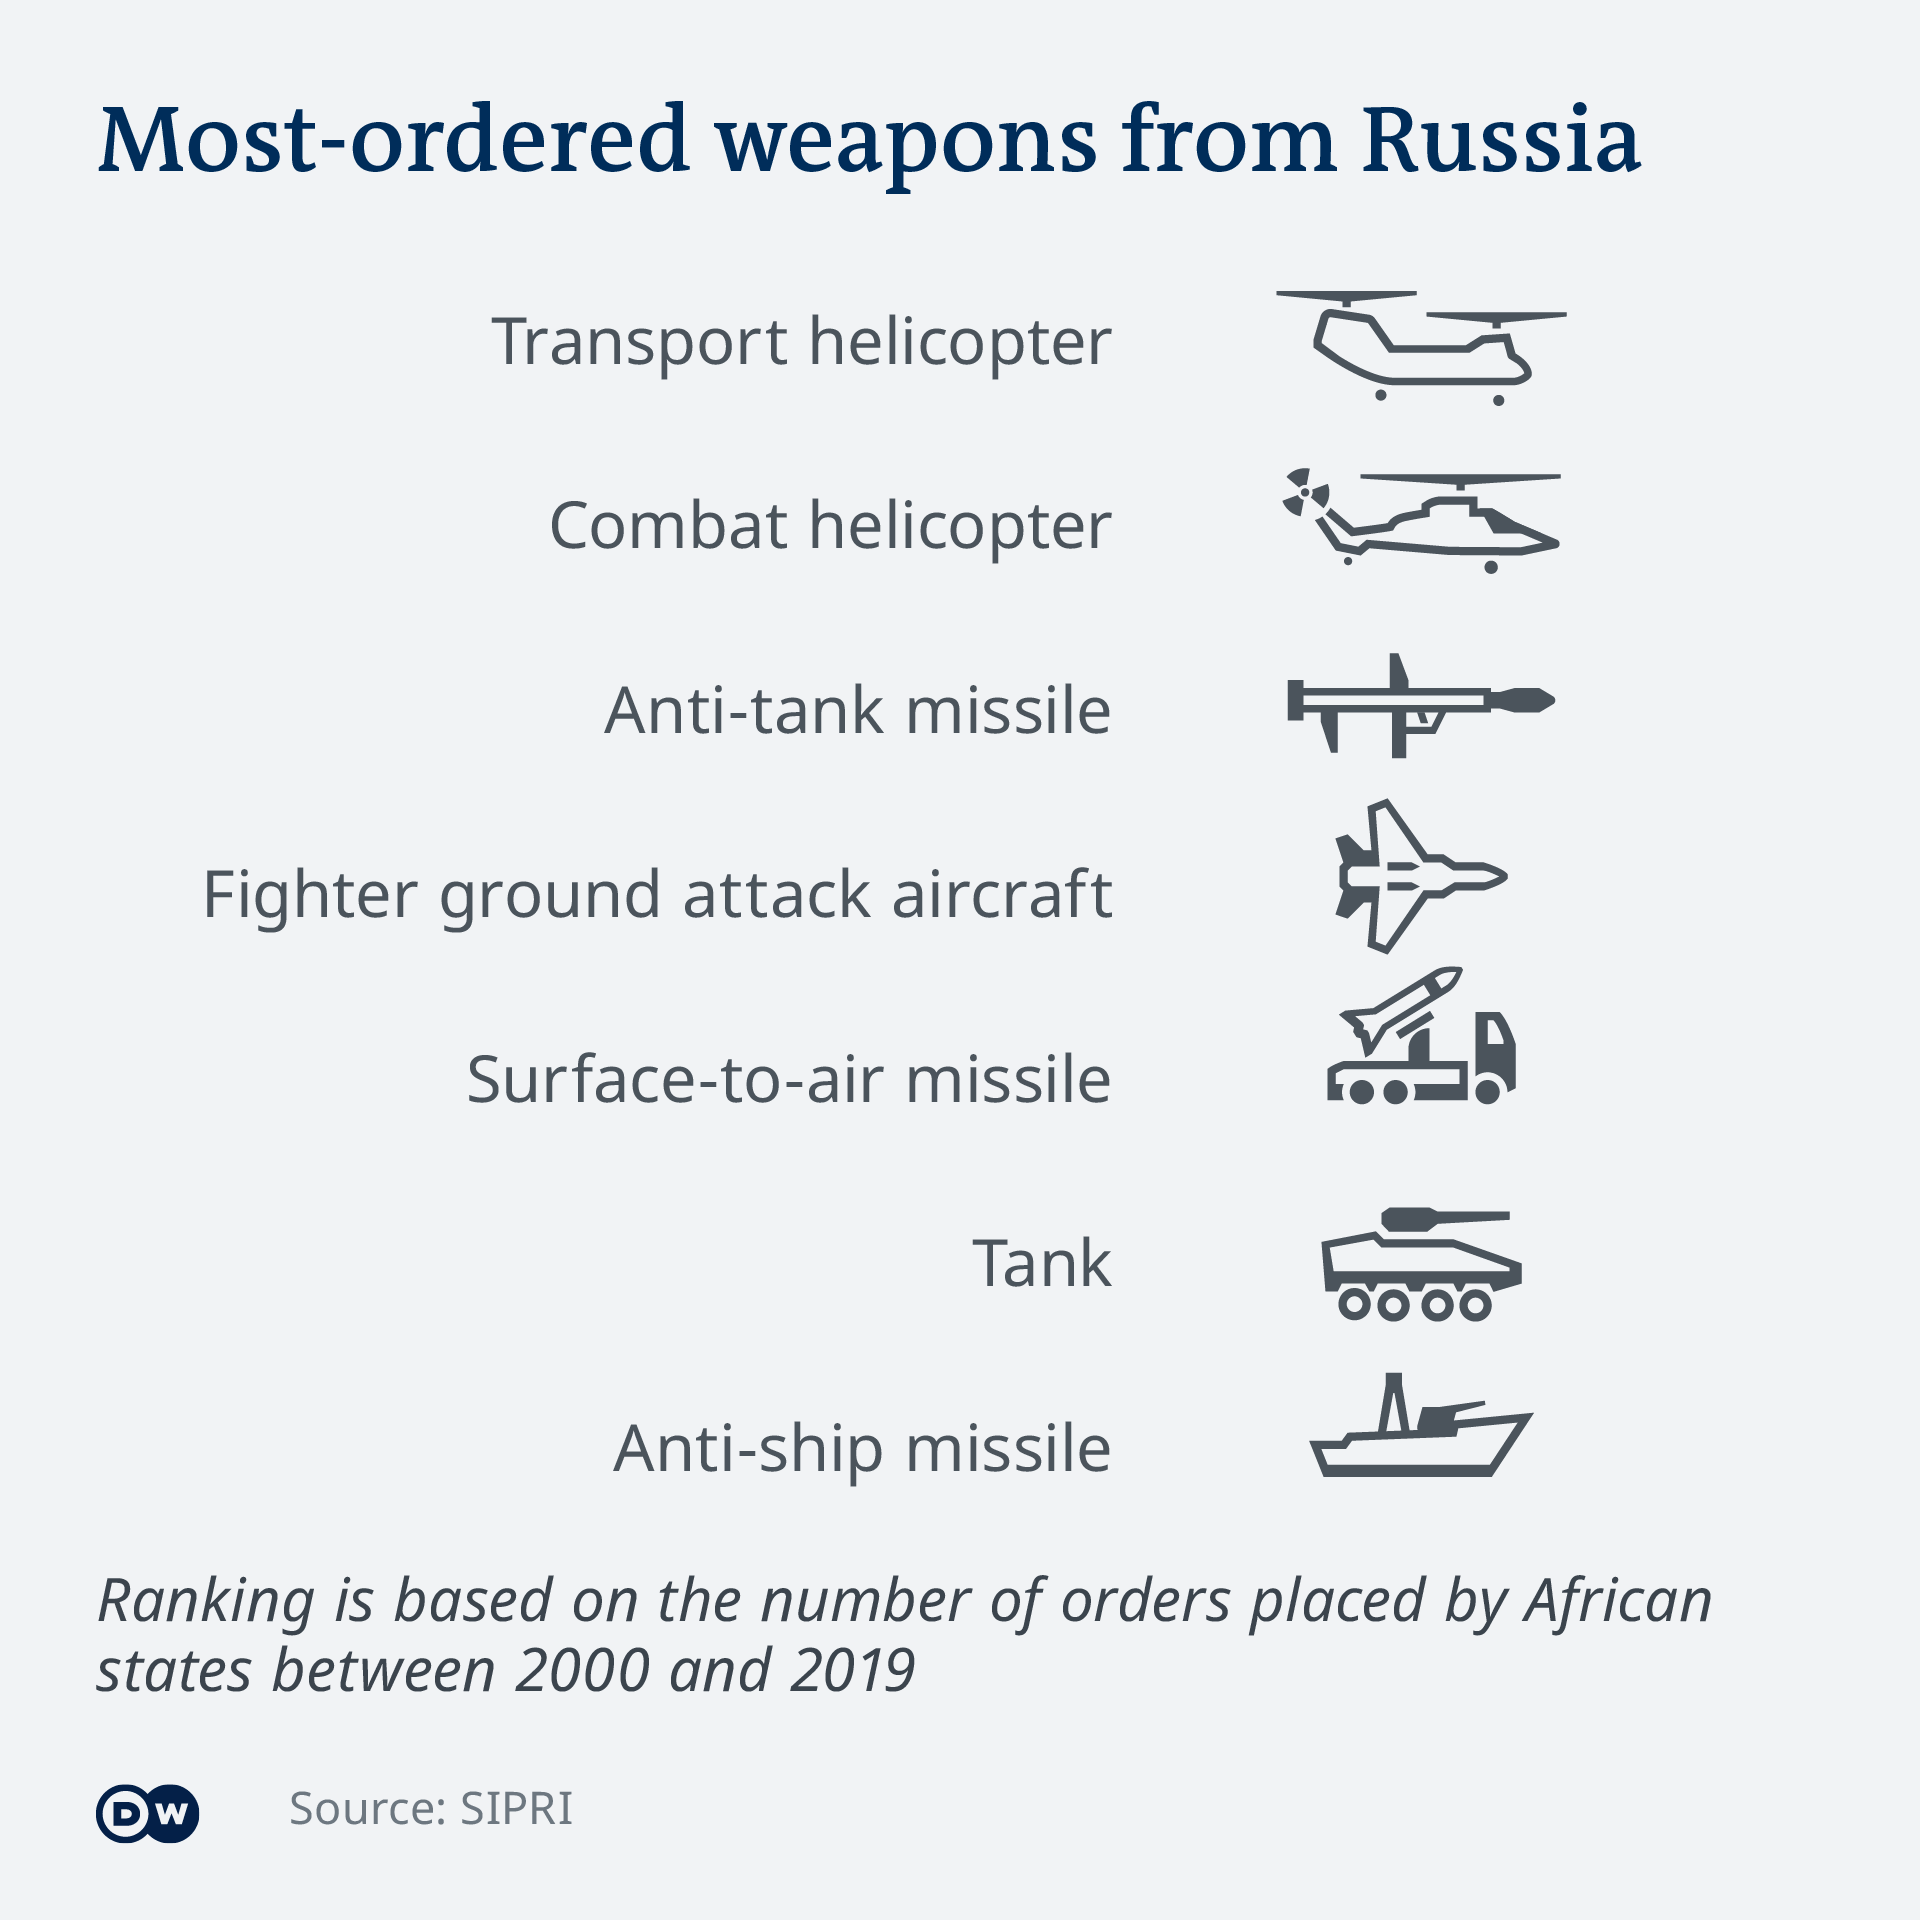 Most-ordered weapons from Russia
Transport helicopter
Combat helicopter
Anti-tank missile
Fighter ground attack aircraft
Surface-to-air missile
Tank
Anti-ship missile
Ranking is based on the number of orders placed by African
states between 2000 and 2019
DW Source: SIPRI